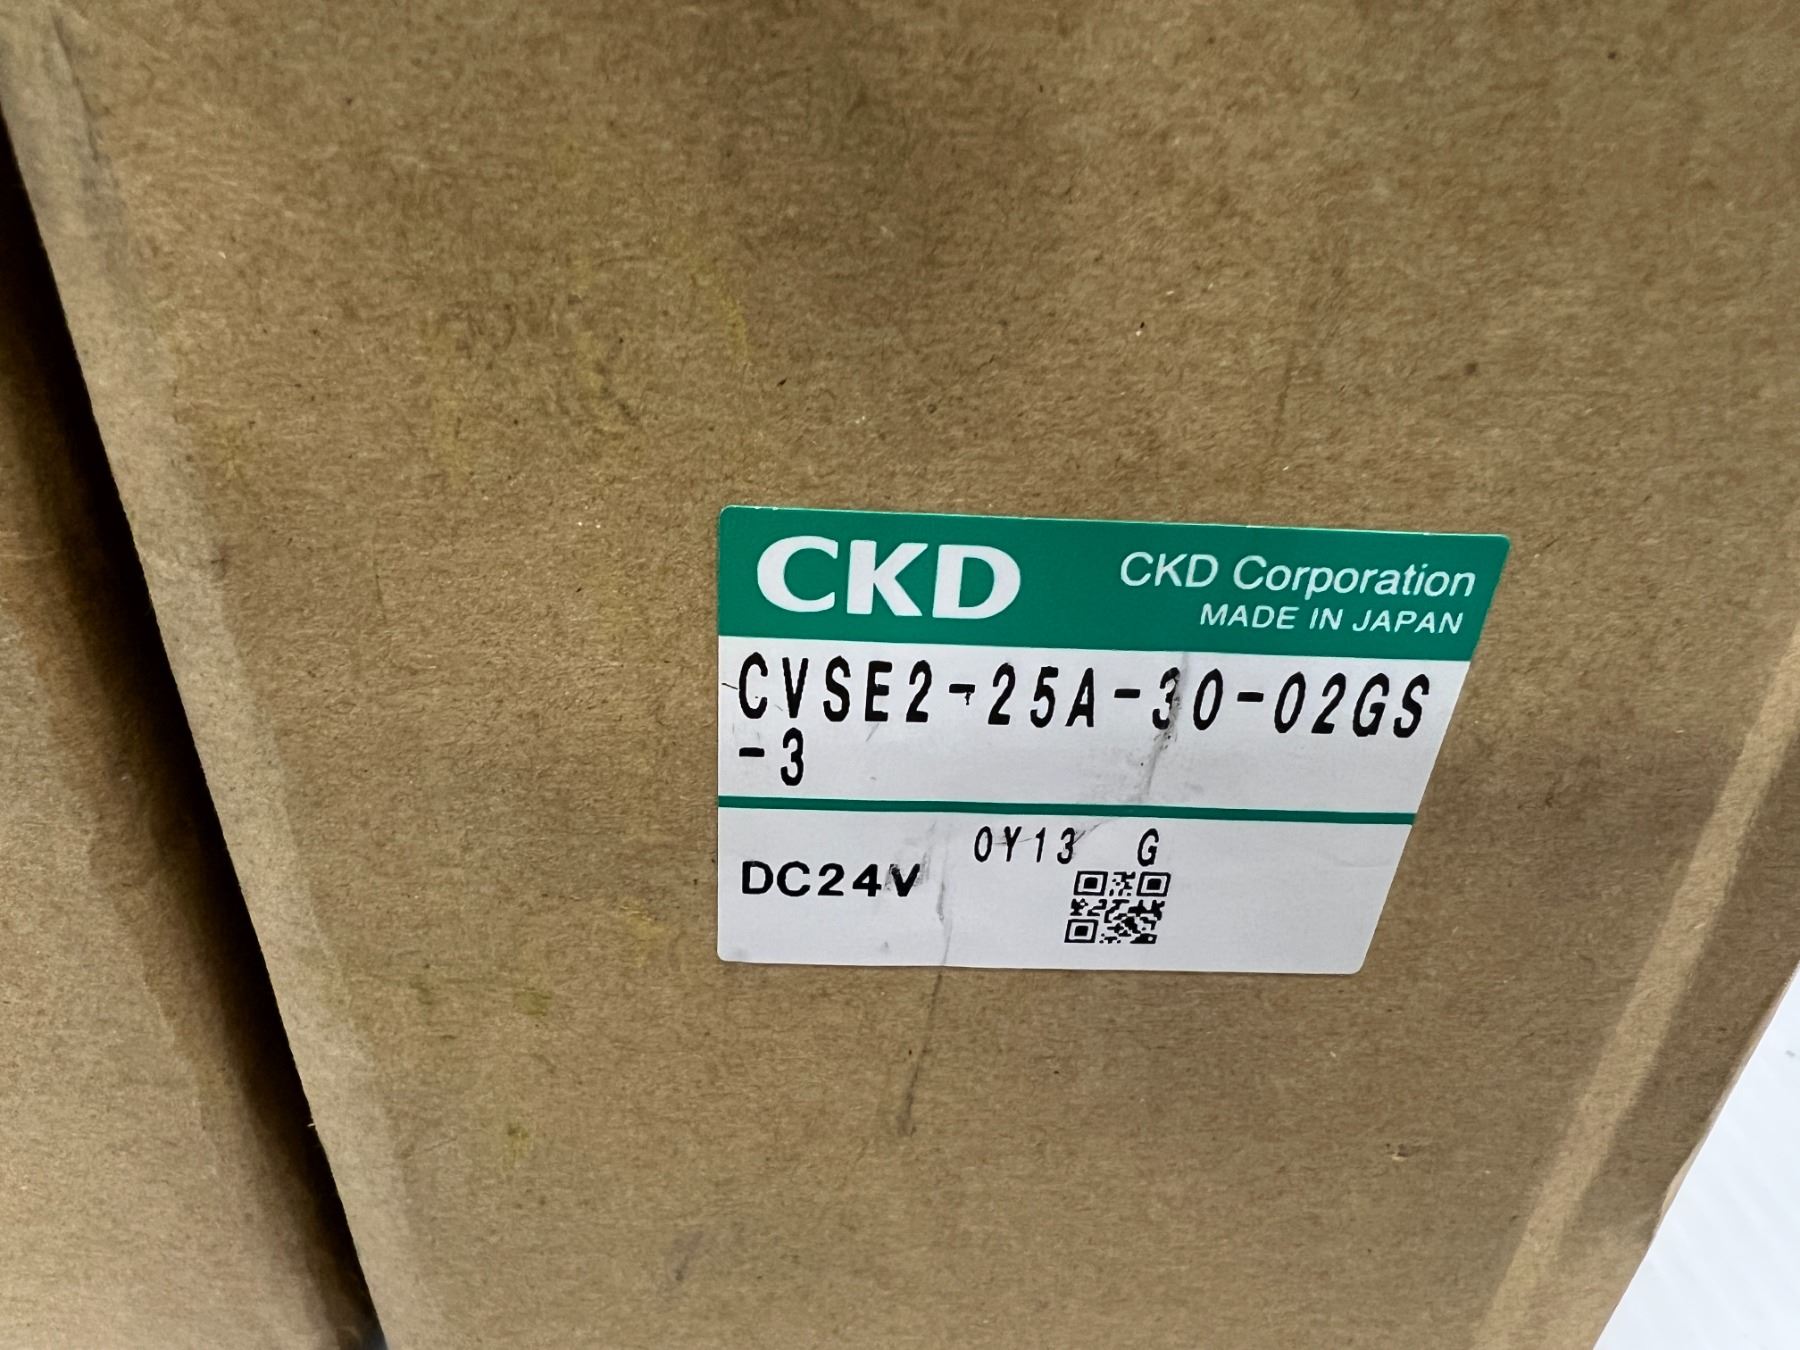 CKD
CKD Corporation
MADE IN JAPAN
CVSE2-25A-30-02GS
-3
0Y13 G
DC24V